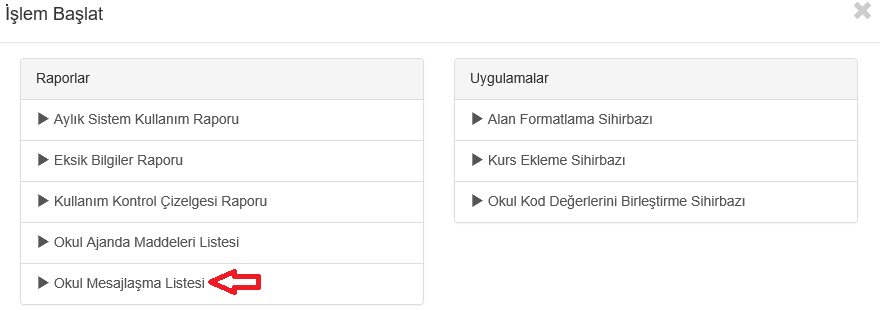 İşlem Başlat
Raporlar
Aylık Sistem Kullanım Raporu
Eksik Bilgiler Raporu
Kullanım Kontrol Çizelgesi Raporu
Okul Ajanda Maddeleri Listesi
Okul Mesajlaşma Listesi
Uygulamalar
Alan Formatlama Sihirbazı
Kurs Ekleme Sihirbazı
Okul Kod Değerlerini Birleştirme Sihirbazı